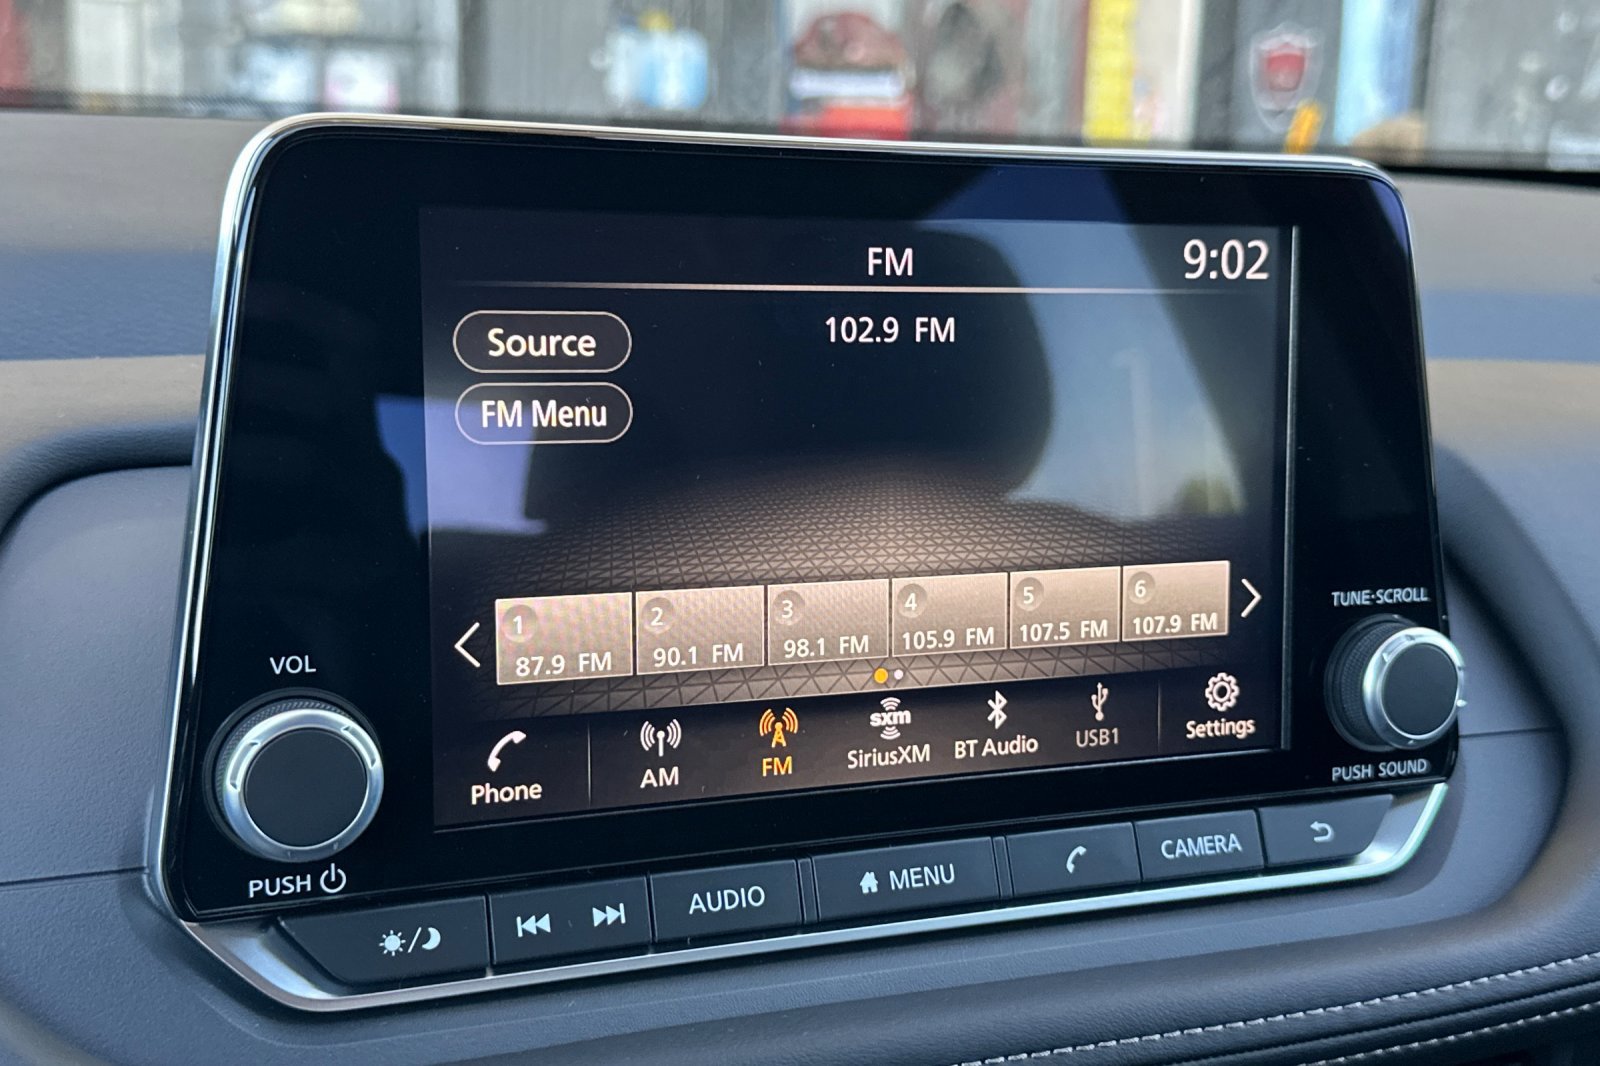 FM
9:02
Source
102.9 FM
FM Menu
1
87.9 FM
2
90.1 FM
3
98.1 FM
4
105.9 FM
5
107.5 FM
6
107.9 FM
Phone
AM
FM
sxm
SiriusXM
BT Audio
USB1
Settings
VOL
PUSH
TUNE·SCROLL
PUSH SOUND
AUDIO
MENU
CAMERA